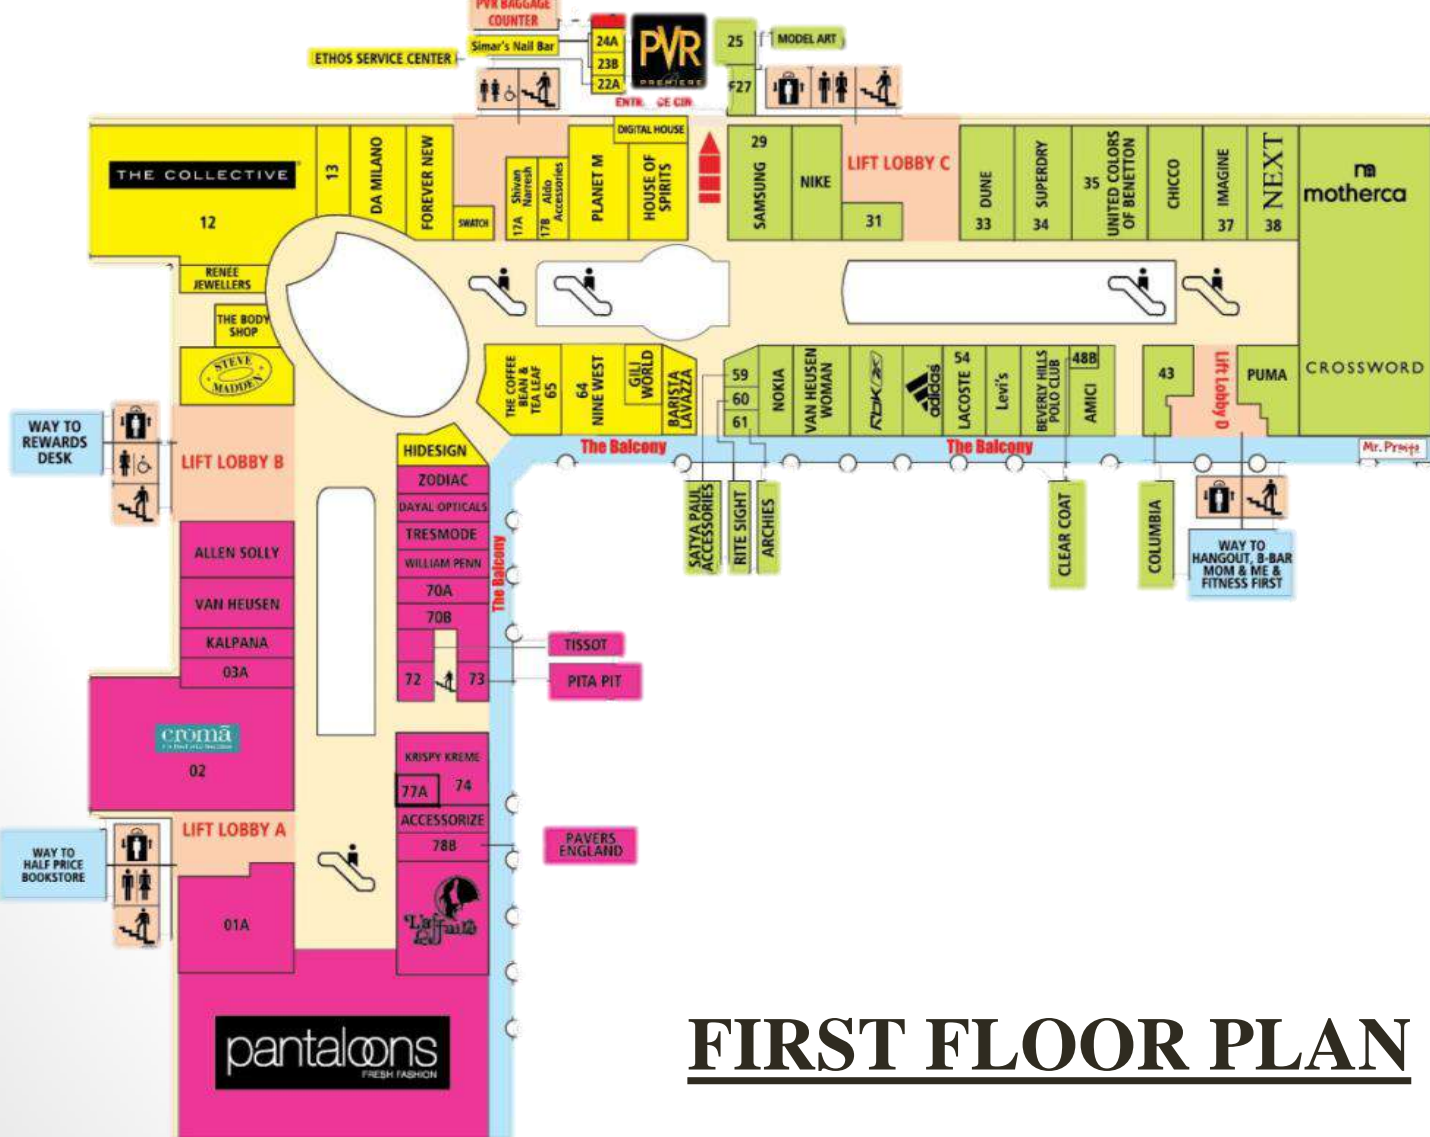 PVR BAGGAGE
COUNTER
Simar's Nail Bar
ETHOS SERVICE CENTER
24A
23B
22A
PVR
PREMIERE
25
MODEL ART
F27
THE COLLECTIVE
12
13
DA MILANO
FOREVER NEW
SWATCH
17A Shivan
Narresh
17B Aldo
Accessories
PLANET M
DIGITAL HOUSE
HOUSE OF
SPIRITS
29
SAMSUNG
NIKE
LIFT LOBBY C
31
DUNE
33
SUPERDRY
34
35
UNITED COLORS
OF BENETTON
CHICCO
IMAGINE
37
NEXT
38
motherca
CROSSWORD
RENEE
JEWELLERS
THE BODY
SHOP
STEVE
MADDEN
THE COFFEE
BEAN &
TEA LEAF
65
64
NINE WEST
GILI
WORLD
BARISTA
LAVAZZA
59
60
61
NOKIA
VAN HEUSEN
WOMAN
RbK
adidas
54
LACOSTE
Levi's
BEVERLY HILLS
POLO CLUB
48B
AMICI
43
Lift Lobby D
PUMA
The Balcony
The Balcony
WAY TO
REWARDS
DESK
LIFT LOBBY B
HIDESIGN
ZODIAC
DAYAL OPTICALS
TRESMODE
WILLIAM PENN
70A
70B
72
73
The Balcony
SATYA PAUL
ACCESSORIES
RITE SIGHT
ARCHIES
CLEAR COAT
COLUMBIA
WAY TO
HANGOUT, B-BAR
MOM & ME &
FITNESS FIRST
ALLEN SOLLY
VAN HEUSEN
KALPANA
03A
TISSOT
PITA PIT
croma
02
KRISPY KREME
77A
74
ACCESSORIZE
78B
PAVERS
ENGLAND
LIFT LOBBY A
WAY TO
HALF PRICE
BOOKSTORE
01A
L'affaire
pantaloons
FRESH FASHION
FIRST FLOOR PLAN